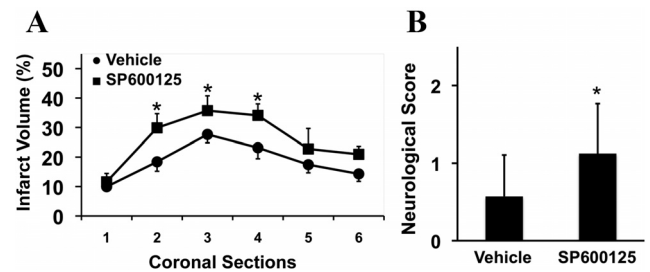 A
Vehicle
SP600125
Infarct Volume (%)
50
40
30
20
10
0
* * *
1 2 3 4 5 6
Coronal Sections
B
Neurological Score
2
1
0
*
Vehicle SP600125